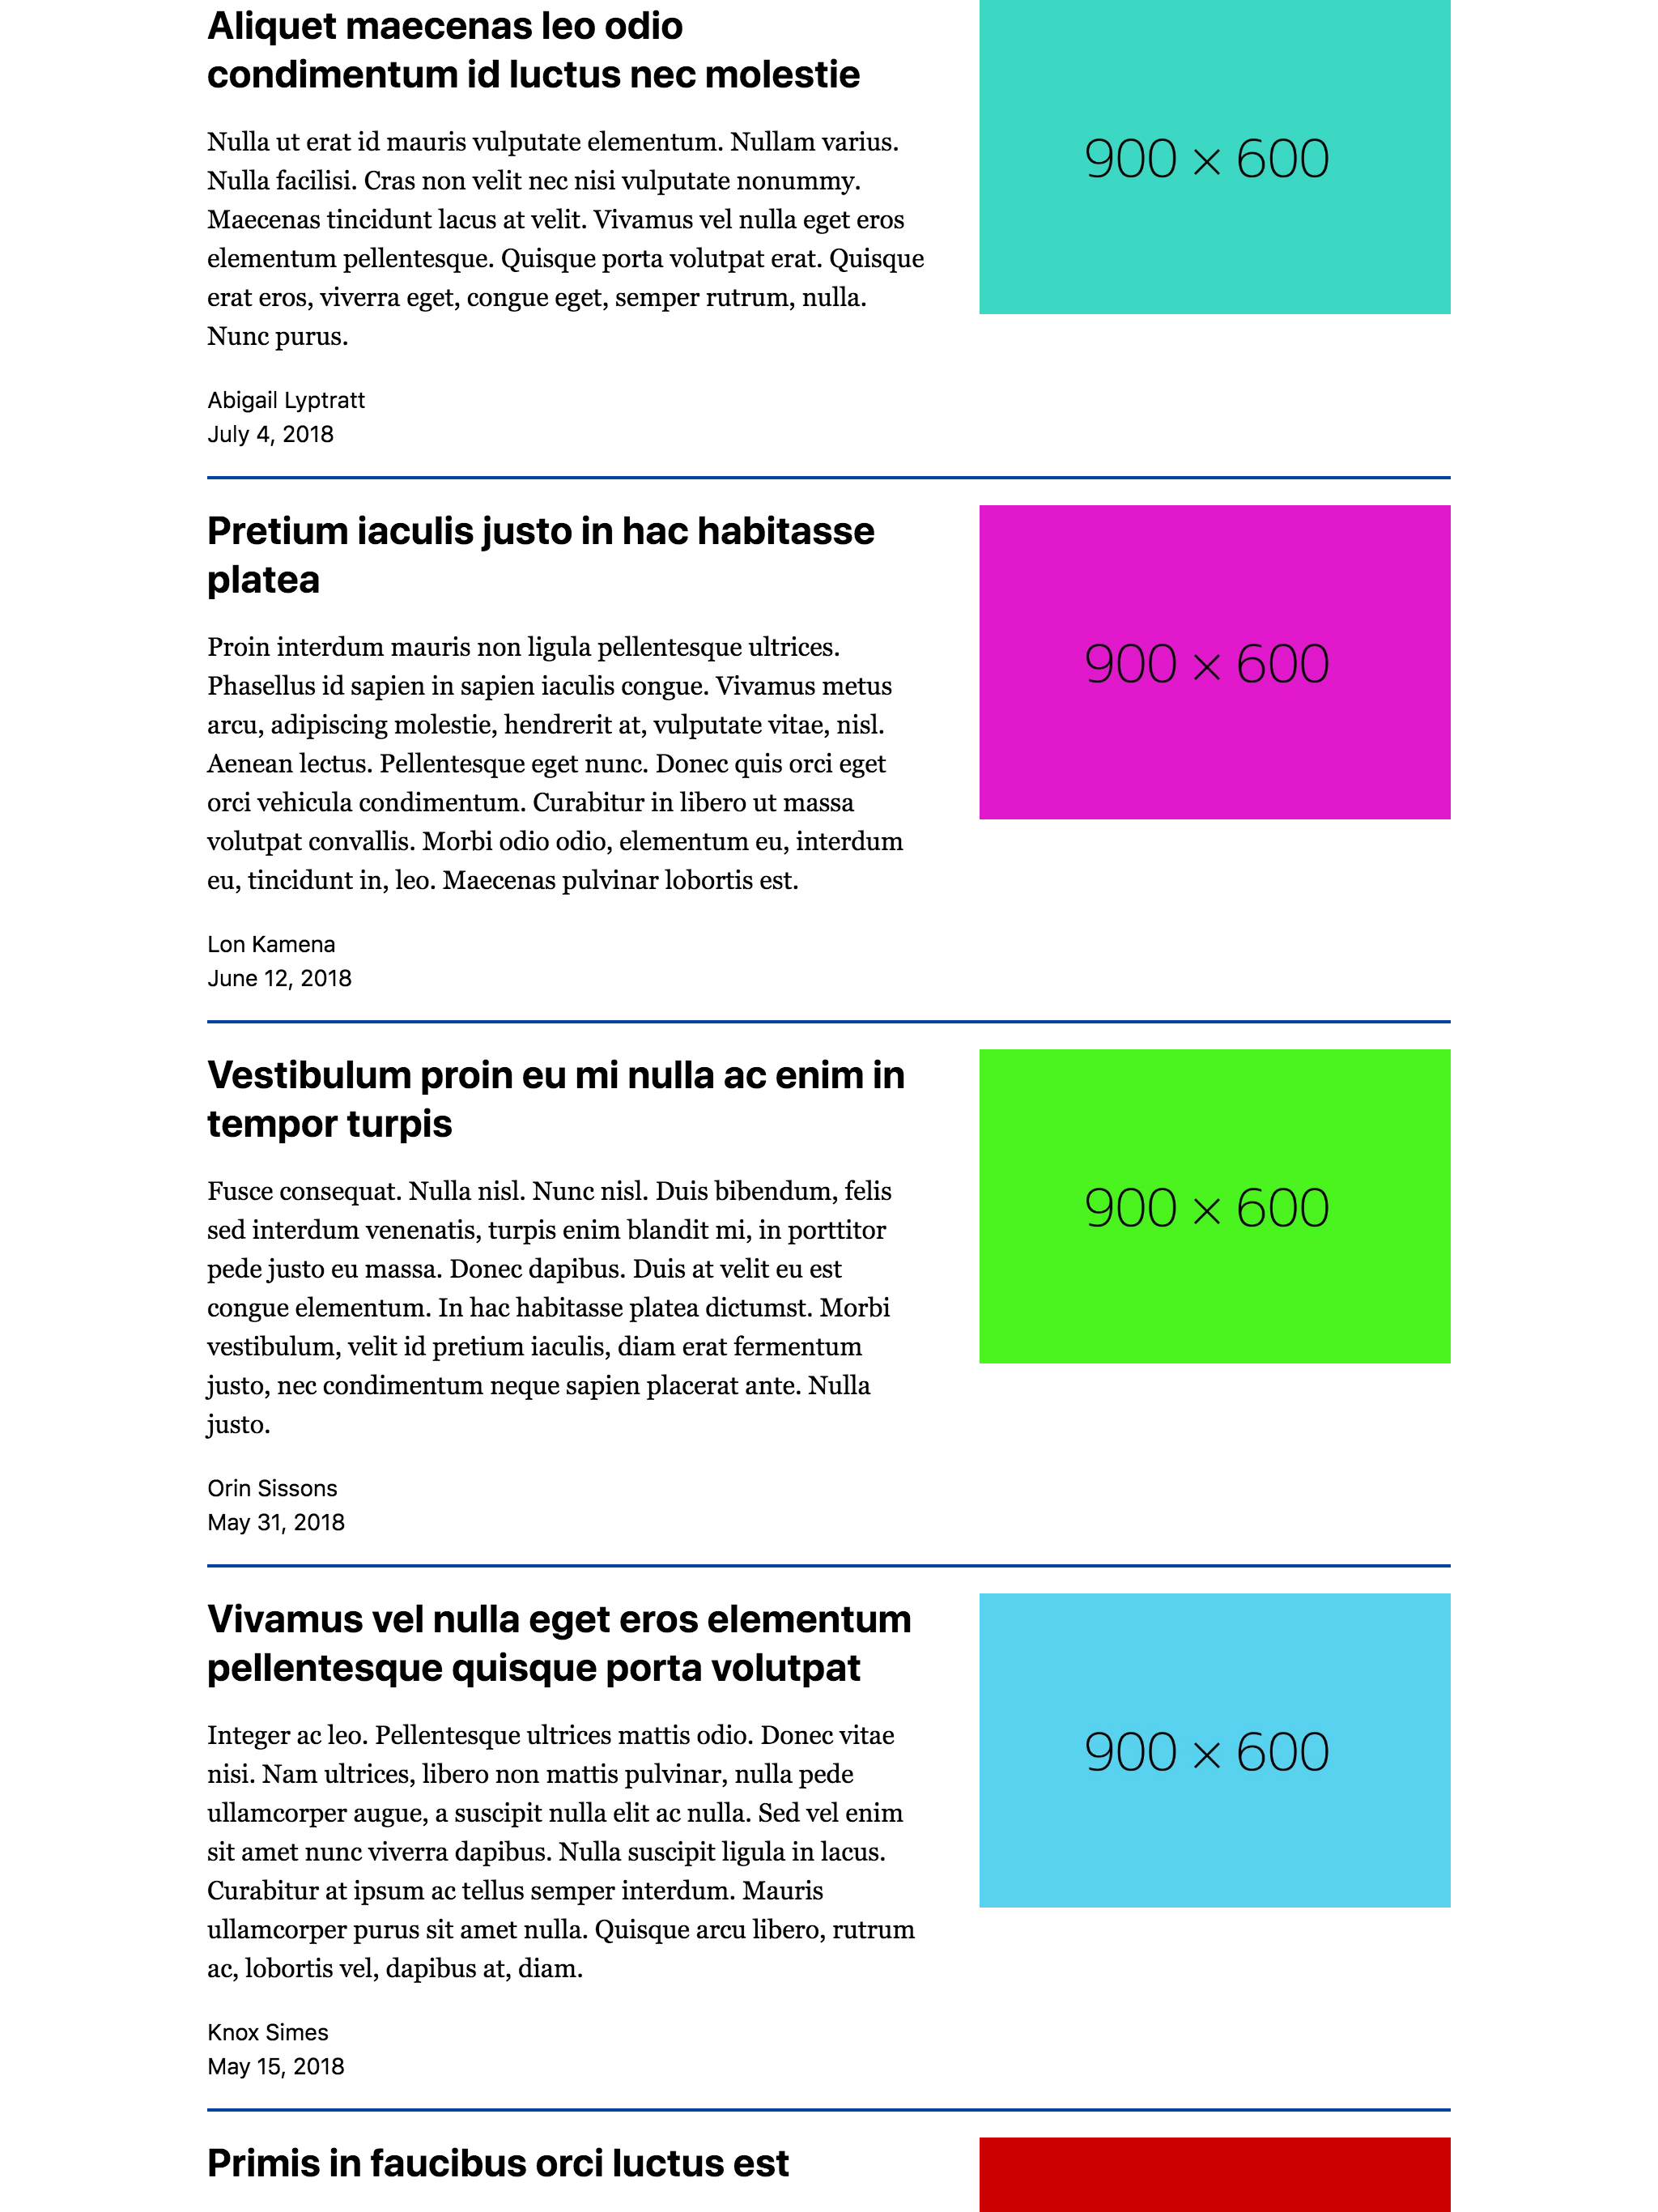 Aliquet maecenas leo odio
condimentum id luctus nec molestie
Nulla ut erat id mauris vulputate elementum. Nullam varius.
Nulla facilisi. Cras non velit nec nisi vulputate nonummy.
Maecenas tincidunt lacus at velit. Vivamus vel nulla eget eros
elementum pellentesque. Quisque porta volutpat erat. Quisque
erat eros, viverra eget, congue eget, semper rutrum, nulla.
Nunc purus.
Abigail Lyptratt
July 4, 2018
900 × 600
Pretium iaculis justo in hac habitasse
platea
Proin interdum mauris non ligula pellentesque ultrices.
Phasellus id sapien in sapien iaculis congue. Vivamus metus
arcu, adipiscing molestie, hendrerit at, vulputate vitae, nisl.
Aenean lectus. Pellentesque eget nunc. Donec quis orci eget
orci vehicula condimentum. Curabitur in libero ut massa
volutpat convallis. Morbi odio odio, elementum eu, interdum
eu, tincidunt in, leo. Maecenas pulvinar lobortis est.
Lon Kamena
June 12, 2018
900 × 600
Vestibulum proin eu mi nulla ac enim in
tempor turpis
Fusce consequat. Nulla nisl. Nunc nisl. Duis bibendum, felis
sed interdum venenatis, turpis enim blandit mi, in porttitor
pede justo eu massa. Donec dapibus. Duis at velit eu est
congue elementum. In hac habitasse platea dictumst. Morbi
vestibulum, velit id pretium iaculis, diam erat fermentum
justo, nec condimentum neque sapien placerat ante. Nulla
justo.
Orin Sissons
May 31, 2018
900 × 600
Vivamus vel nulla eget eros elementum
pellentesque quisque porta volutpat
Integer ac leo. Pellentesque ultrices mattis odio. Donec vitae
nisi. Nam ultrices, libero non mattis pulvinar, nulla pede
ullamcorper augue, a suscipit nulla elit ac nulla. Sed vel enim
sit amet nunc viverra dapibus. Nulla suscipit ligula in lacus.
Curabitur at ipsum ac tellus semper interdum. Mauris
ullamcorper purus sit amet nulla. Quisque arcu libero, rutrum
ac, lobortis vel, dapibus at, diam.
Knox Simes
May 15, 2018
900 × 600
Primis in faucibus orci luctus est